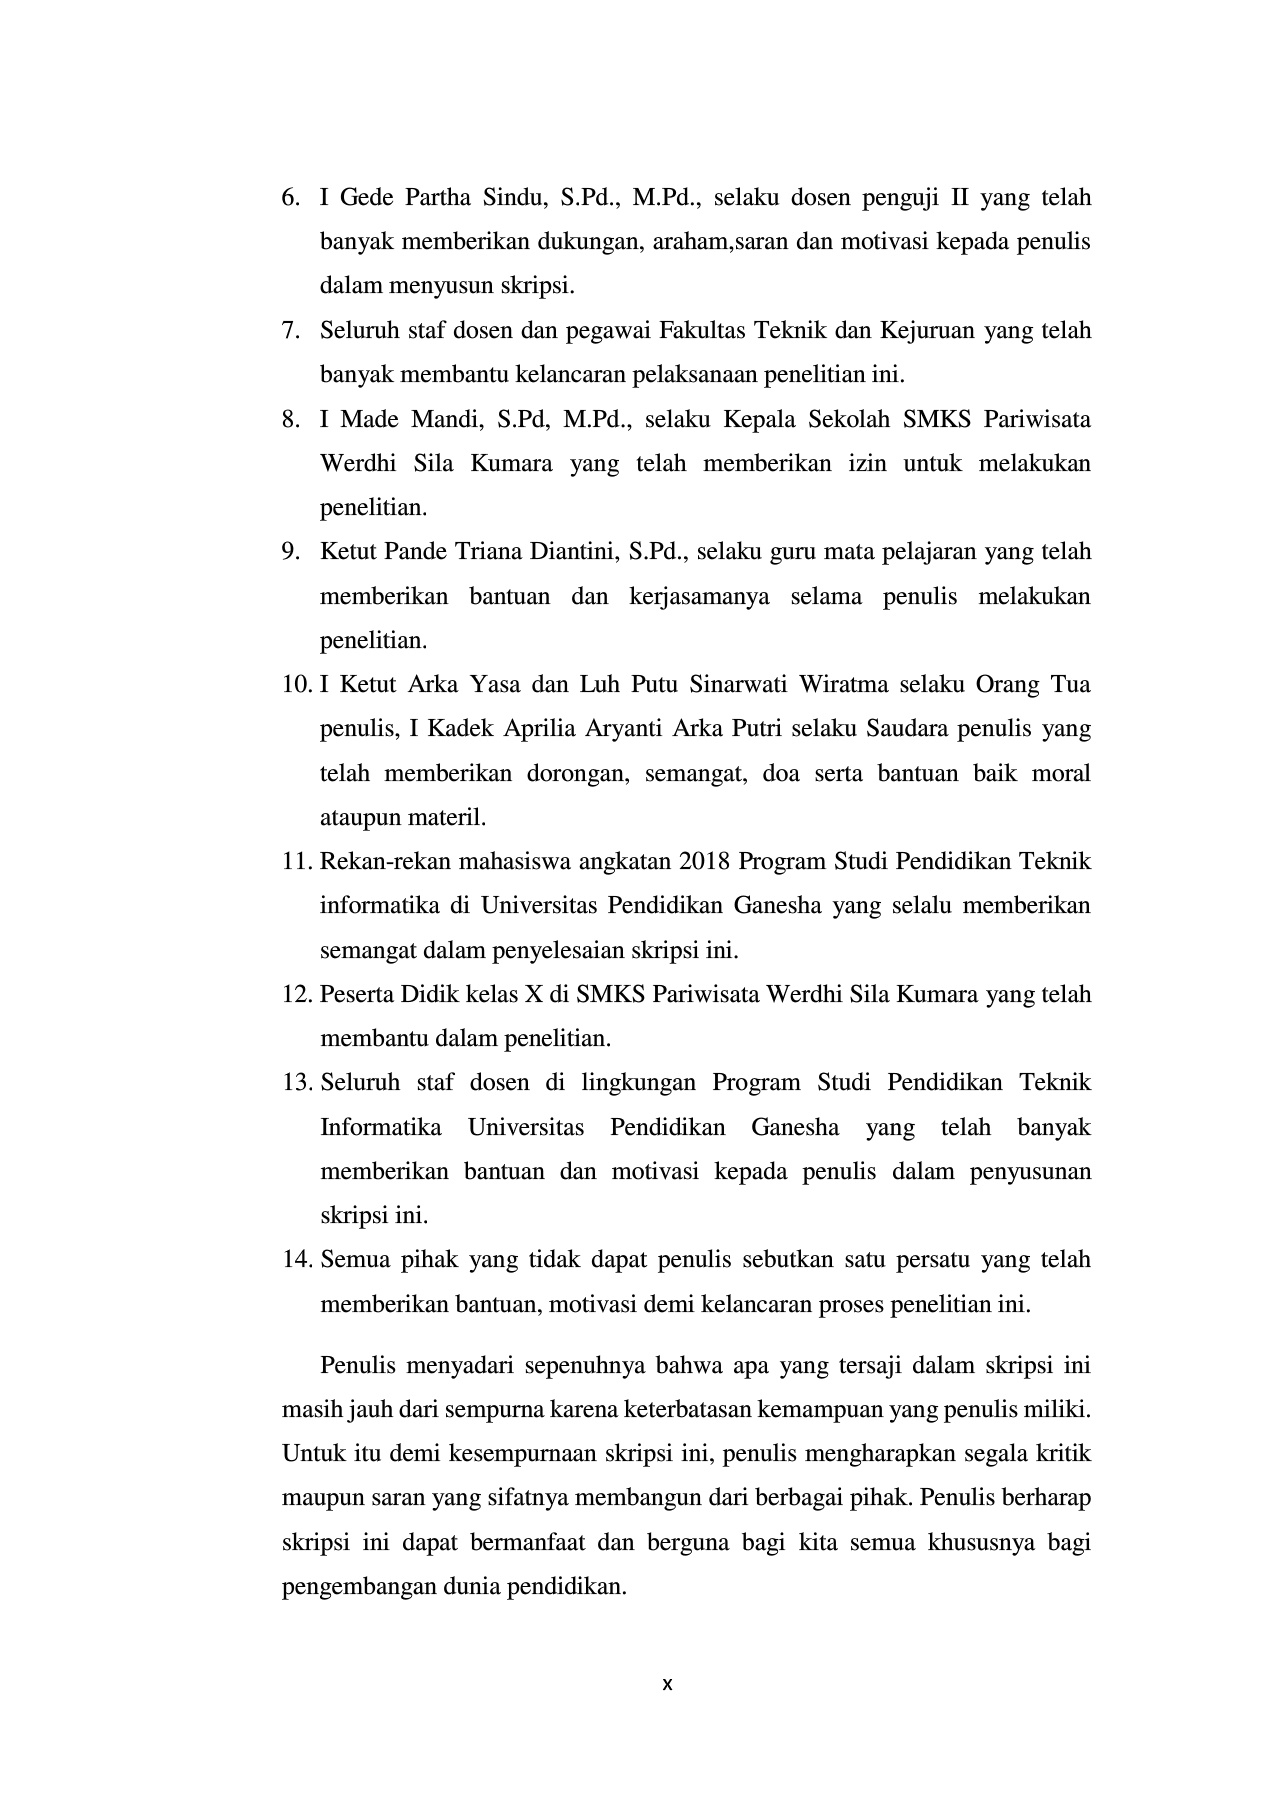 6. I Gede Partha Sindu, S.Pd., M.Pd., selaku dosen penguji II yang telah
banyak memberikan dukungan, araham,saran dan motivasi kepada penulis
dalam menyusun skripsi.
7. Seluruh staf dosen dan pegawai Fakultas Teknik dan Kejuruan yang telah
banyak membantu kelancaran pelaksanaan penelitian ini.
8. I Made Mandi, S.Pd, M.Pd., selaku Kepala Sekolah SMKS Pariwisata
Werdhi Sila Kumara yang telah memberikan izin untuk melakukan
penelitian.
9. Ketut Pande Triana Diantini, S.Pd., selaku guru mata pelajaran yang telah
memberikan bantuan dan kerjasamanya selama penulis melakukan
penelitian.
10. I Ketut Arka Yasa dan Luh Putu Sinarwati Wiratma selaku Orang Tua
penulis, I Kadek Aprilia Aryanti Arka Putri selaku Saudara penulis yang
telah memberikan dorongan, semangat, doa serta bantuan baik moral
ataupun materil.
11. Rekan-rekan mahasiswa angkatan 2018 Program Studi Pendidikan Teknik
informatika di Universitas Pendidikan Ganesha yang selalu memberikan
semangat dalam penyelesaian skripsi ini.
12. Peserta Didik kelas X di SMKS Pariwisata Werdhi Sila Kumara yang telah
membantu dalam penelitian.
13. Seluruh staf dosen di lingkungan Program Studi Pendidikan Teknik
Informatika Universitas Pendidikan Ganesha yang telah banyak
memberikan bantuan dan motivasi kepada penulis dalam penyusunan
skripsi ini.
14. Semua pihak yang tidak dapat penulis sebutkan satu persatu yang telah
memberikan bantuan, motivasi demi kelancaran proses penelitian ini.
Penulis menyadari sepenuhnya bahwa apa yang tersaji dalam skripsi ini
masih jauh dari sempurna karena keterbatasan kemampuan yang penulis miliki.
Untuk itu demi kesempurnaan skripsi ini, penulis mengharapkan segala kritik
maupun saran yang sifatnya membangun dari berbagai pihak. Penulis berharap
skripsi ini dapat bermanfaat dan berguna bagi kita semua khususnya bagi
pengembangan dunia pendidikan.
x